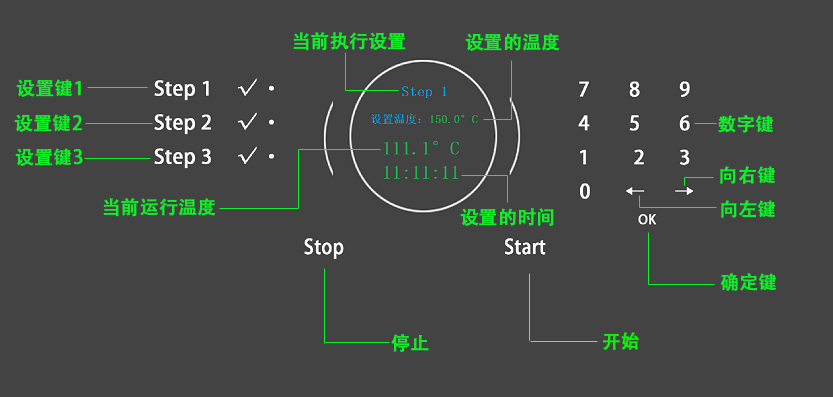 当前执行设置
设置的温度
设置键1
Step 1
Step 1
7 8 9
设置键2
Step 2
设置温度: 150.0° C
4 5 6
数字键
设置键3
Step 3
111.1° C
1 2 3
11:11:11
向右键
0
当前运行温度
设置的时间
向左键
OK
Stop
Start
确定键
停止
开始